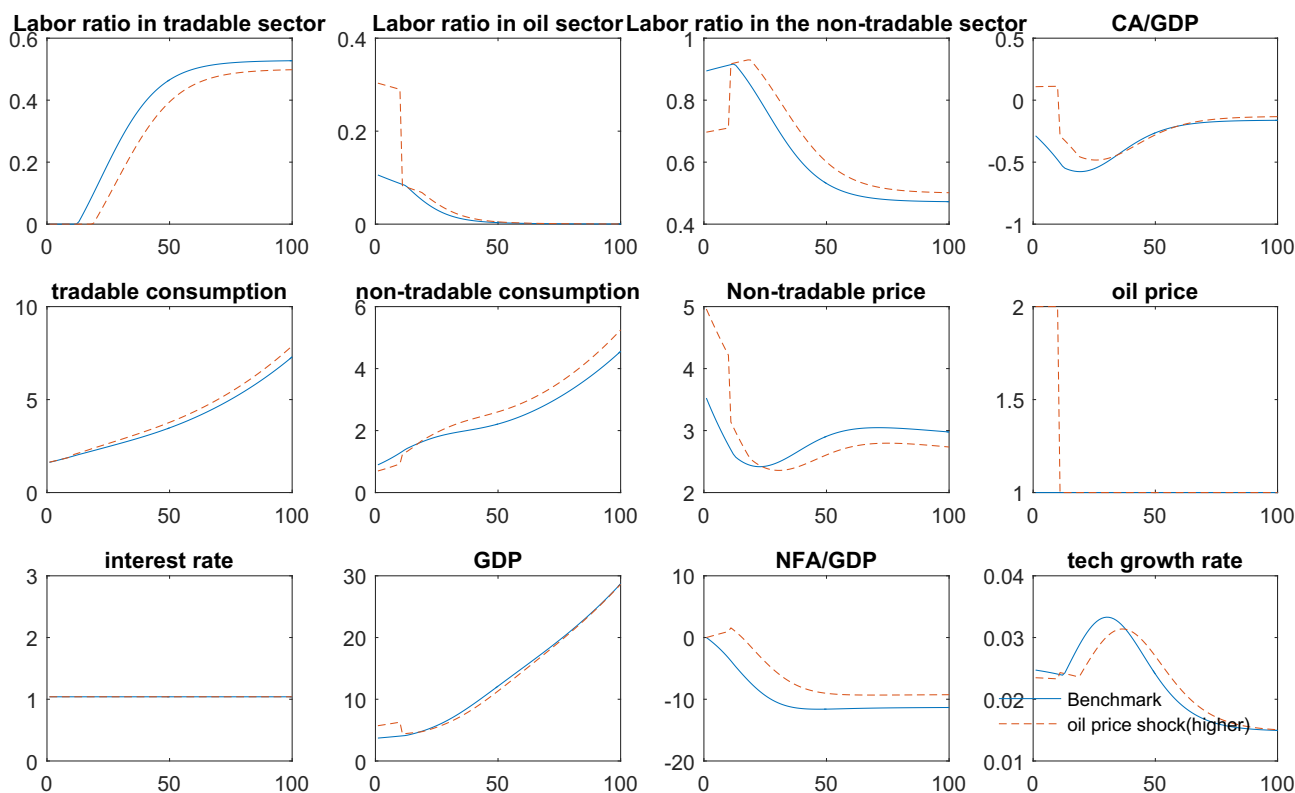 Labor ratio in tradable sector
Labor ratio in oil sector
Labor ratio in the non-tradable sector
CA/GDP
0.6
0.4
0.2
0
0 50 100
0.4
0.2
0
0 50 100
1
0.8
0.6
0.4
0 50 100
0.5
0
-0.5
-1
0 50 100
tradable consumption
non-tradable consumption
Non-tradable price
oil price
10
5
0
0 50 100
6
4
2
0
0 50 100
5
4
3
2
0 50 100
2
1.5
1
0 50 100
interest rate
GDP
NFA/GDP
tech growth rate
3
2
1
0
0 50 100
30
20
10
0
0 50 100
10
0
-10
-20
0 50 100
0.04
0.03
0.02
0.01
0 50 100
Benchmark
oil price shock(higher)